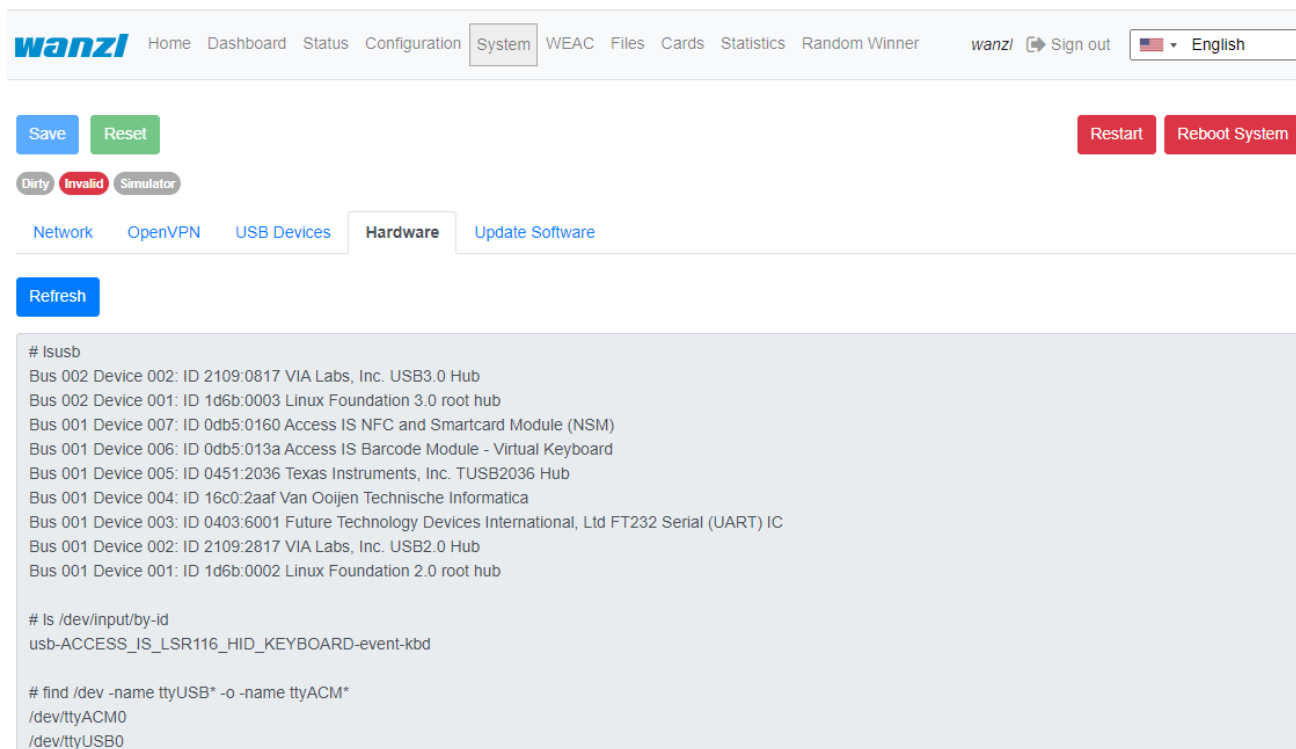 wanzl Home Dashboard Status Configuration System WEAC Files Cards Statistics Random Winner wanzl Sign out English
Save Reset Restart Reboot System
Dirty Invalid Simulator
Network OpenVPN USB Devices Hardware Update Software
Refresh
# lsusb
Bus 002 Device 002: ID 2109:0817 VIA Labs, Inc. USB3.0 Hub
Bus 002 Device 001: ID 1d6b:0003 Linux Foundation 3.0 root hub
Bus 001 Device 007: ID 0db5:0160 Access IS NFC and Smartcard Module (NSM)
Bus 001 Device 006: ID 0db5:013a Access IS Barcode Module - Virtual Keyboard
Bus 001 Device 005: ID 0451:2036 Texas Instruments, Inc. TUSB2036 Hub
Bus 001 Device 004: ID 16c0:2aaf Van Ooijen Technische Informatica
Bus 001 Device 003: ID 0403:6001 Future Technology Devices International, Ltd FT232 Serial (UART) IC
Bus 001 Device 002: ID 2109:2817 VIA Labs, Inc. USB2.0 Hub
Bus 001 Device 001: ID 1d6b:0002 Linux Foundation 2.0 root hub
# ls /dev/input/by-id
usb-ACCESS_IS_LSR116_HID_KEYBOARD-event-kbd
# find /dev -name ttyUSB* -o -name ttyACM*
/dev/ttyACM0
/dev/ttyUSB0